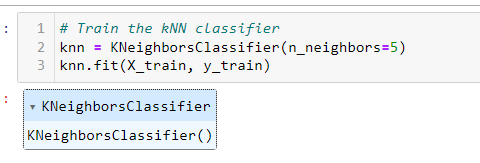 :
1 # Train the kNN classifier
2 knn = KNeighborsClassifier(n_neighbors=5)
3 knn.fit(X_train, y_train)
:
▾ KNeighborsClassifier
KNeighborsClassifier()